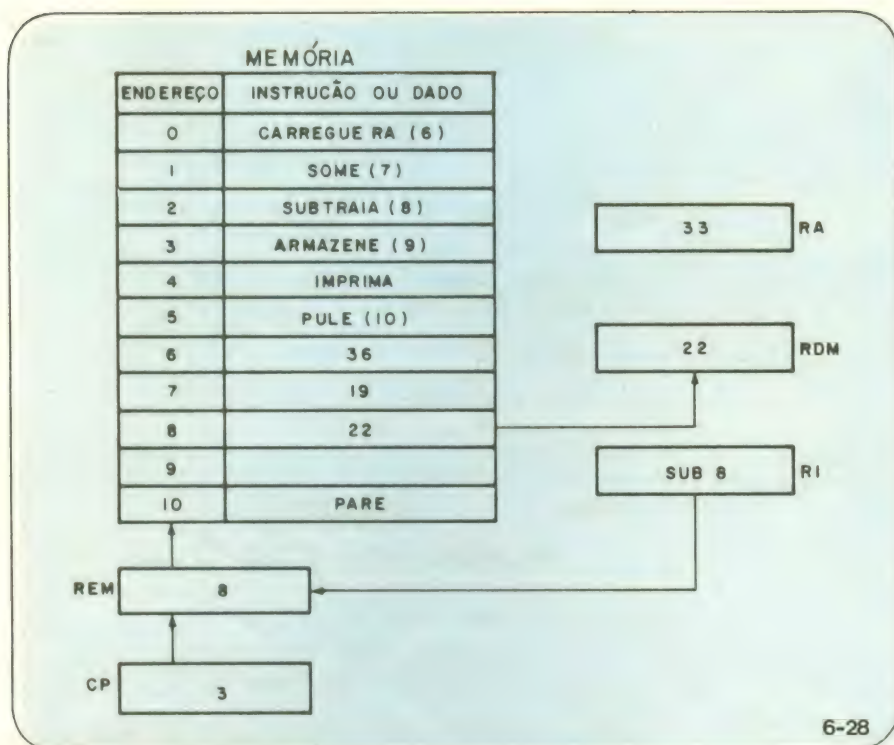 MEMÓRIA
ENDEREÇO INSTRUCÃO OU DADO
0 CARREGUE RA (6)
1 SOME (7)
2 SUBTRAIA (8)
3 ARMAZENE (9)
4 IMPRIMA
5 PULE (10)
6 36
7 19
8 22
9
10 PARE
33 RA
22 RDM
SUB 8 RI
REM 8
CP 3
6-28